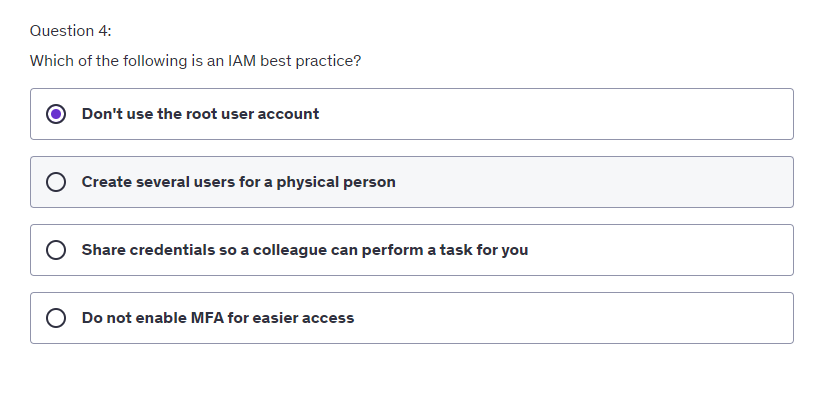 Question 4:
Which of the following is an IAM best practice?
Don't use the root user account
Create several users for a physical person
Share credentials so a colleague can perform a task for you
Do not enable MFA for easier access